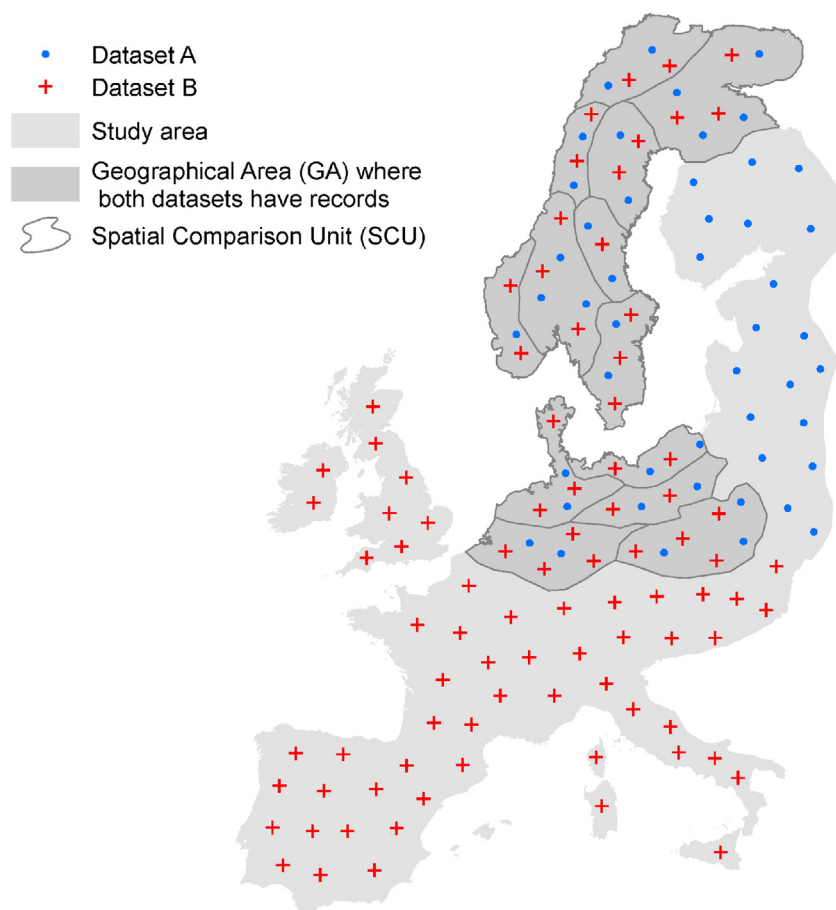 Dataset A
Dataset B
Study area
Geographical Area (GA) where
both datasets have records
Spatial Comparison Unit (SCU)